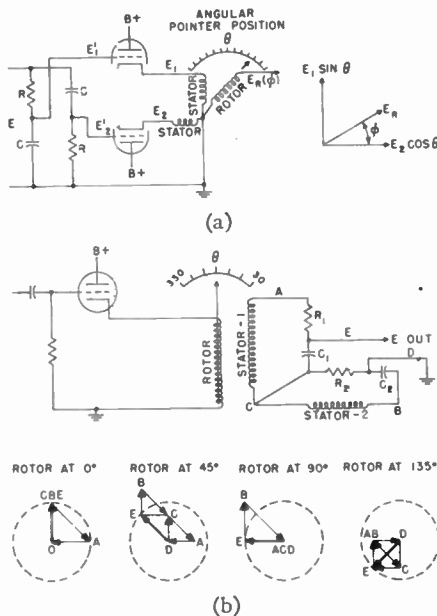 B+
ANGULAR
POINTER POSITION
θ
E'1
E1
STATOR
ROTOR
ER(ϕ)
R
C
E
C
R
E'2
E2
STATOR
B+
E1 SIN θ
ER
ϕ
E2 COS θ
(a)
B+
θ
330
30
A
R1
E
E OUT
C1
STATOR-1
ROTOR
R2
C2
D
C
STATOR-2
B
ROTOR AT 0°
ROTOR AT 45°
ROTOR AT 90°
ROTOR AT 135°
CBE
O
A
B
E
C
D
A
B
E
ACD
AB
D
E
C
(b)